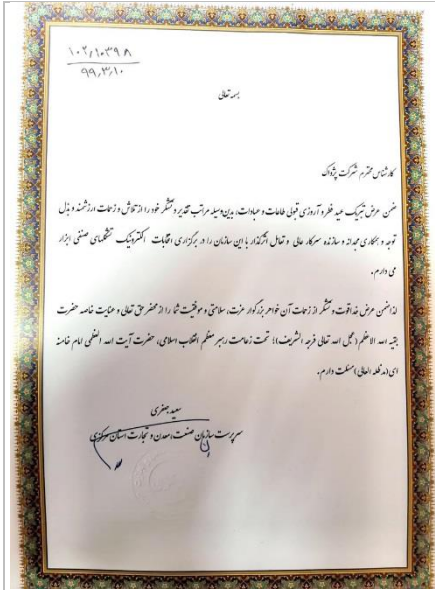 ۱۰۲/۱۰۳۹۸
۹۹/۳/۱۰
بسمه تعالی
کارشناس محترم شرکت پژواک
ضمن عرض تبریک عید فطر و آرزوی قبولی طاعات و عبادات، بدین وسیله مراتب تقدیر و تشکر خود را از تلاش و زحمات ارزشمند و بذل
توجه و همکاری مجدانه و سازنده سرکار عالی و تعامل اثرگذار با این سازمان را در برگزاری انتخابات الکترونیک تشکلهای صنفی ابراز
می دارم.
لذا ضمن عرض خداقوت و تشکر از زحمات آن خواهر بزرگوار عزت، سلامتی و موفقیت شما را از محضر حق تعالی و عنایت خاصه حضرت
بقیه الله الاعظم (عجل الله تعالی فرجه الشریف)؛ تحت زعامت رهبر معظم انقلاب اسلامی، حضرت آیت الله العظمی امام خامنه
ای (مدظله العالی) مسئلت دارم.
سعید جعفری
سرپرست سازمان صنعت، معدن و تجارت استان مرکزی